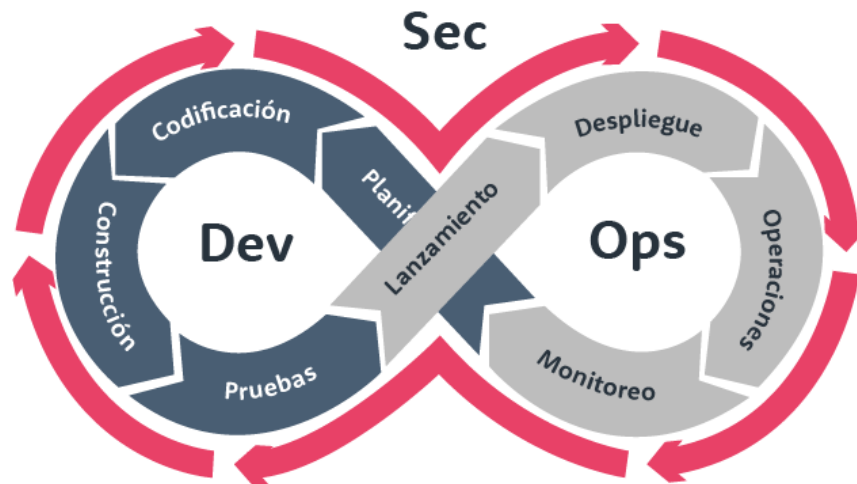 Sec
Codificación
Planif
Construcción
Dev
Pruebas
Lanzamiento
Despliegue
Ops
Operaciones
Monitoreo